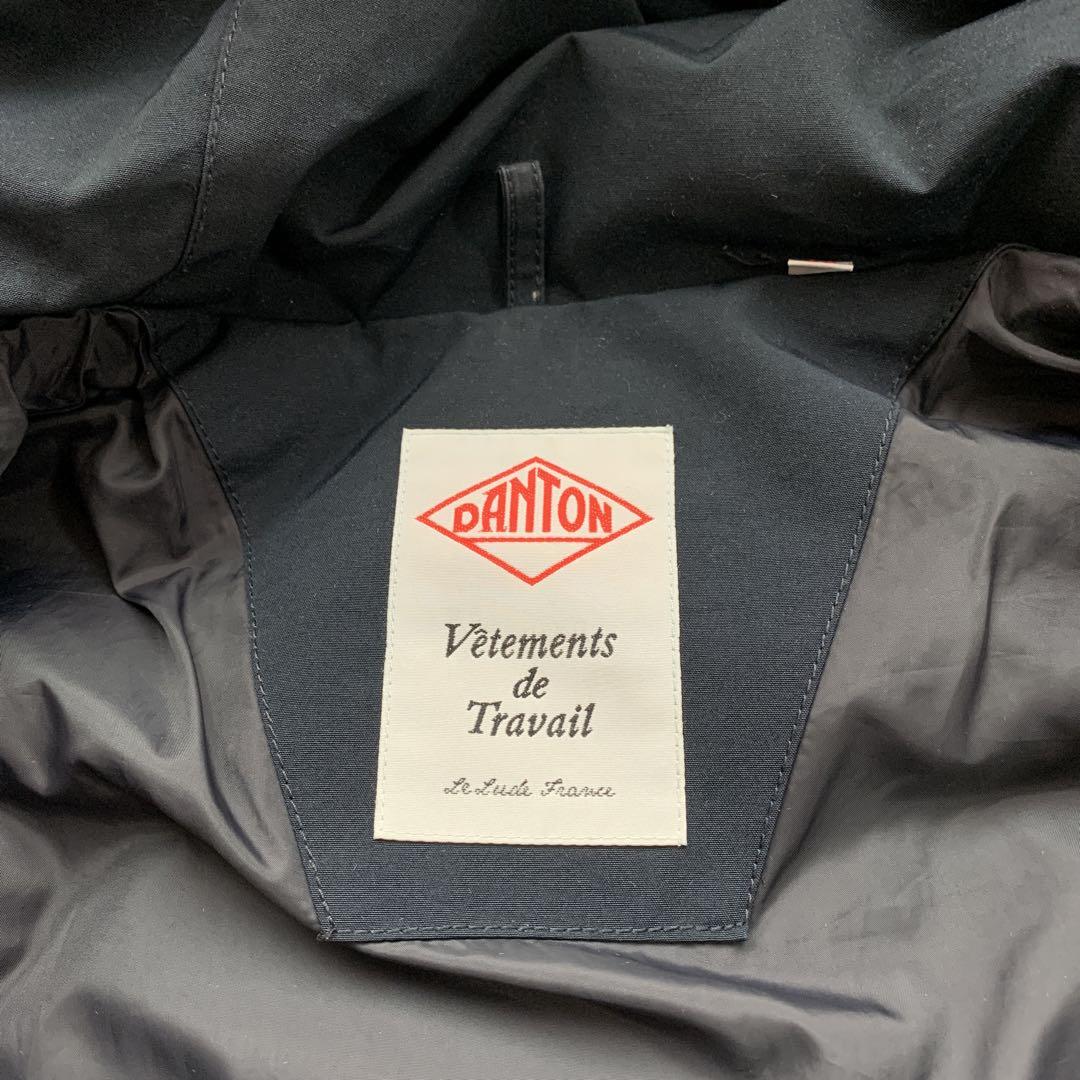 DANTON
Vêtements
de
Travail
Le Lude France